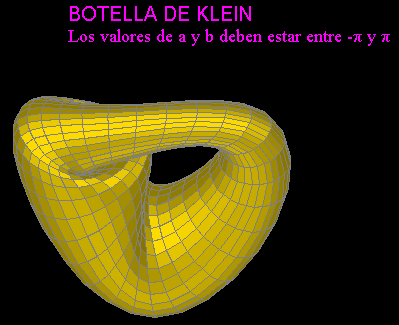 BOTELLA DE KLEIN
Los valores de a y b deben estar entre -π y π